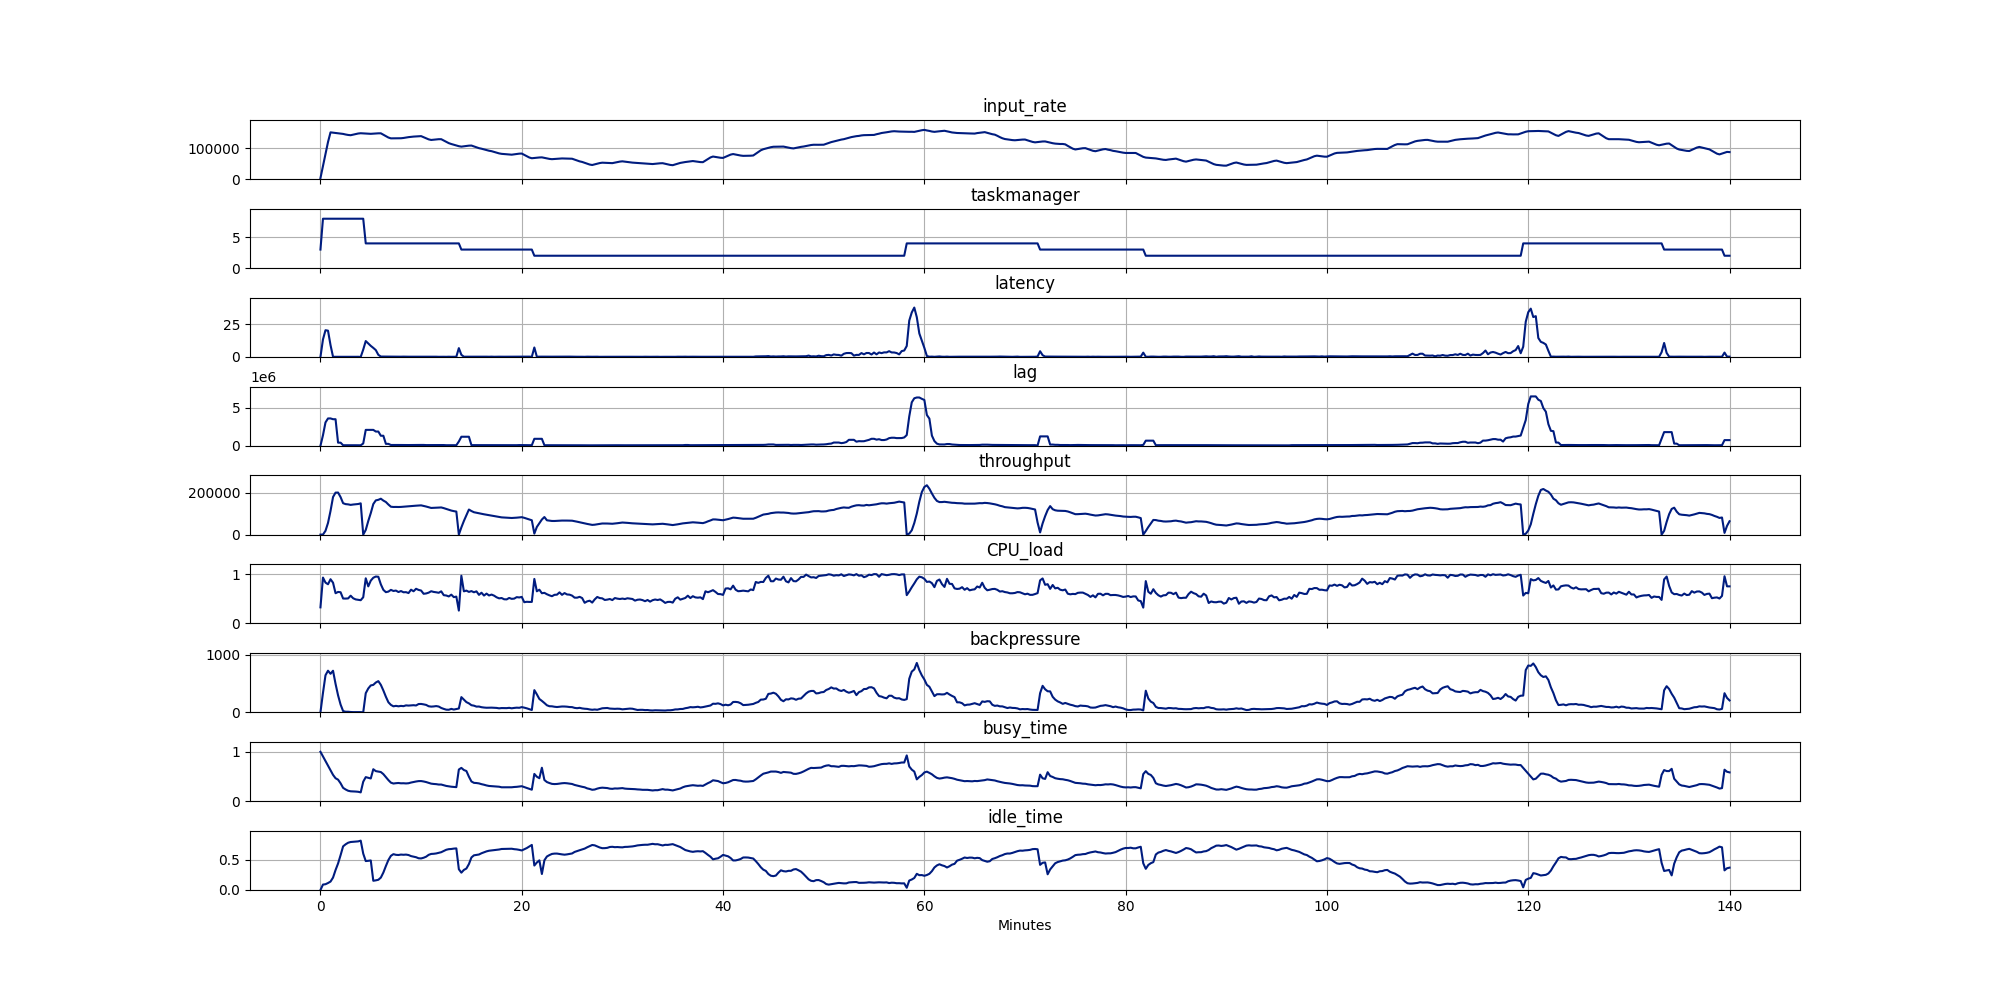 input_rate
100000
0
taskmanager
5
0
latency
25
0
1e6
lag
5
0
throughput
200000
0
CPU_load
1
0
backpressure
1000
0
busy_time
1
0
idle_time
0.5
0.0
0 20 40 60 80 100 120 140
Minutes